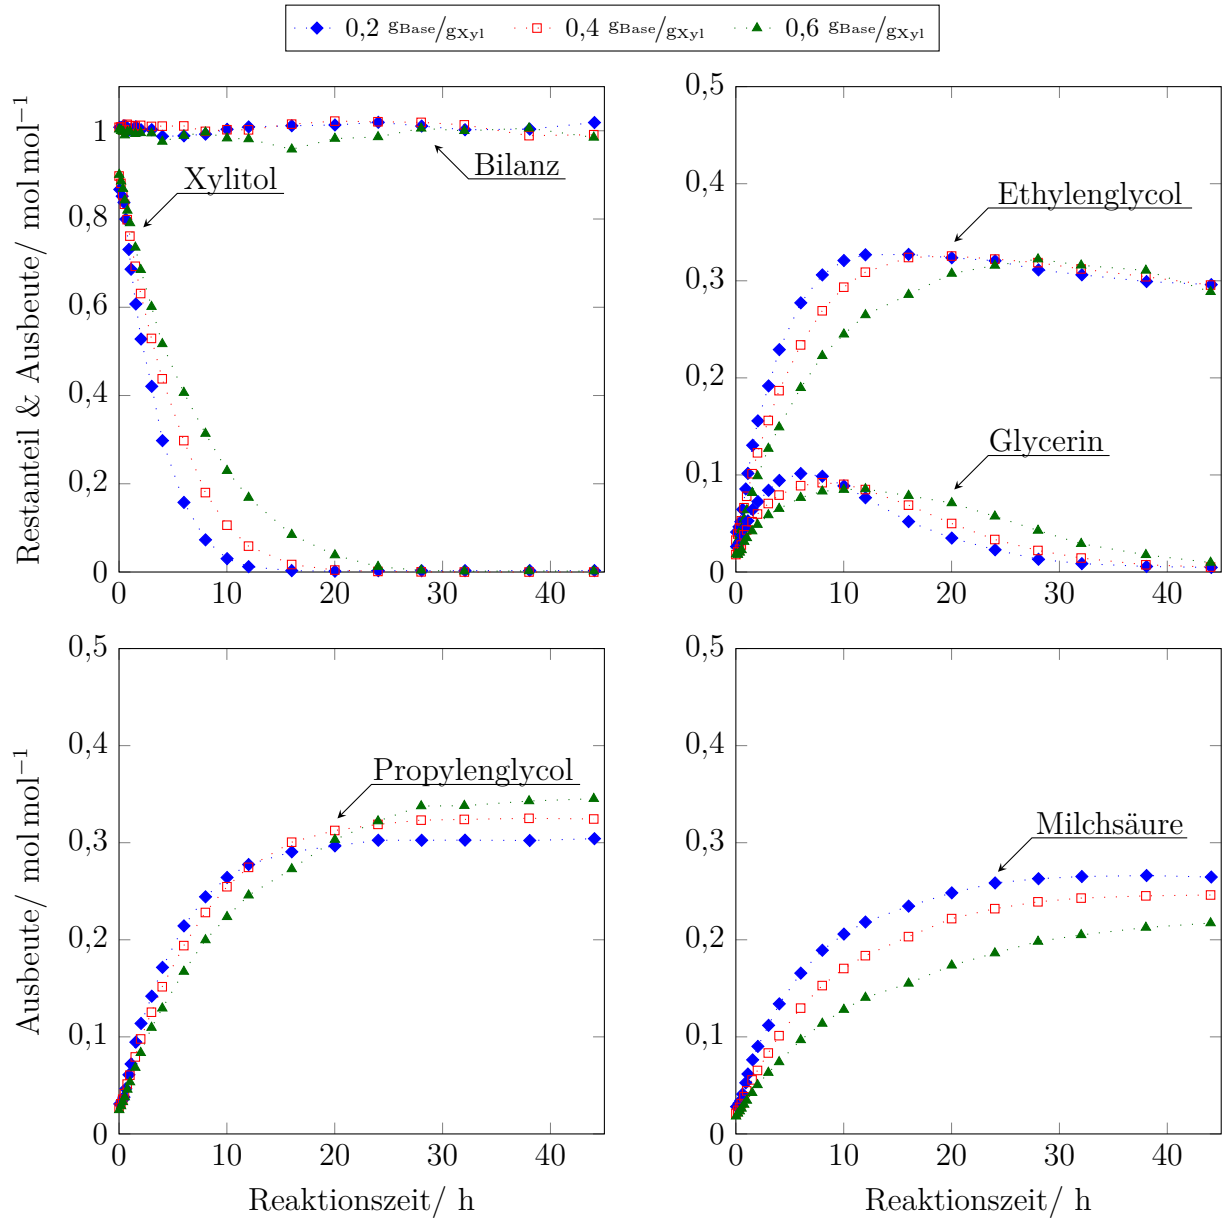 0,2 gBase/gXyl 0,4 gBase/gXyl 0,6 gBase/gXyl
Restanteil & Ausbeute/ mol mol⁻¹
1
0,8
0,6
0,4
0,2
0
0 10 20 30 40
Xylitol
Bilanz
0,5
0,4
0,3
0,2
0,1
0
0 10 20 30 40
Ethylenglycol
Glycerin
Ausbeute/ mol mol⁻¹
0,5
0,4
0,3
0,2
0,1
0
0 10 20 30 40
Propylenglycol
Reaktionszeit/ h
0,5
0,4
0,3
0,2
0,1
0
0 10 20 30 40
Milchsäure
Reaktionszeit/ h